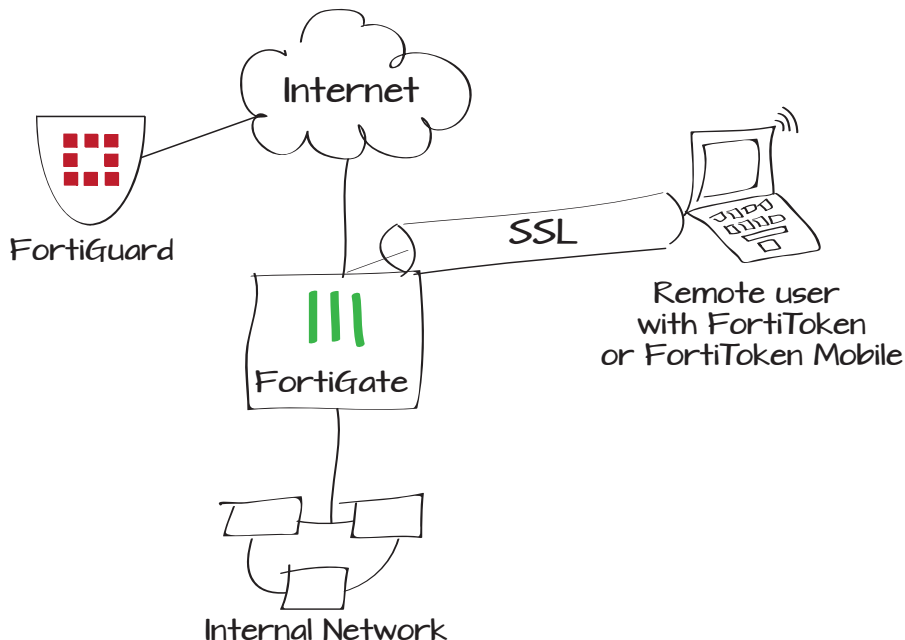 Internet
FortiGuard
SSL
Remote user
with FortiToken
or FortiToken Mobile
FortiGate
Internal Network